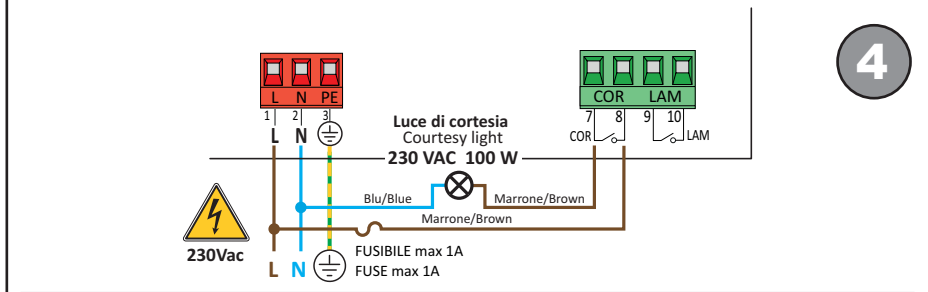 4
L N PE
COR LAM
1 2 3
7 8 9 10
L N
Luce di cortesia
Courtesy light
230 VAC 100 W
COR
LAM
Blu/Blue
Marrone/Brown
Marrone/Brown
230Vac
L N
FUSIBILE max 1A
FUSE max 1A